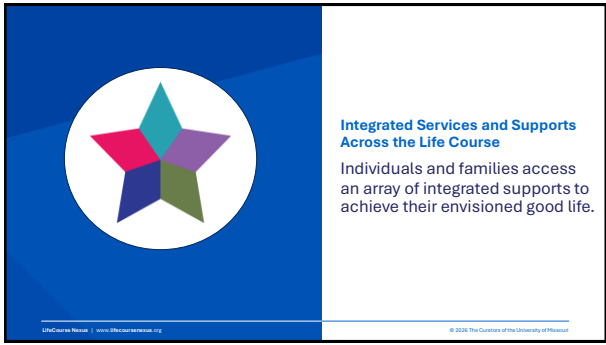 Integrated Services and Supports
Across the Life Course
Individuals and families access
an array of integrated supports to
achieve their envisioned good life.
LifeCourse Nexus | www.lifecoursenexus.org
© 2026 The Curators of the University of Missouri